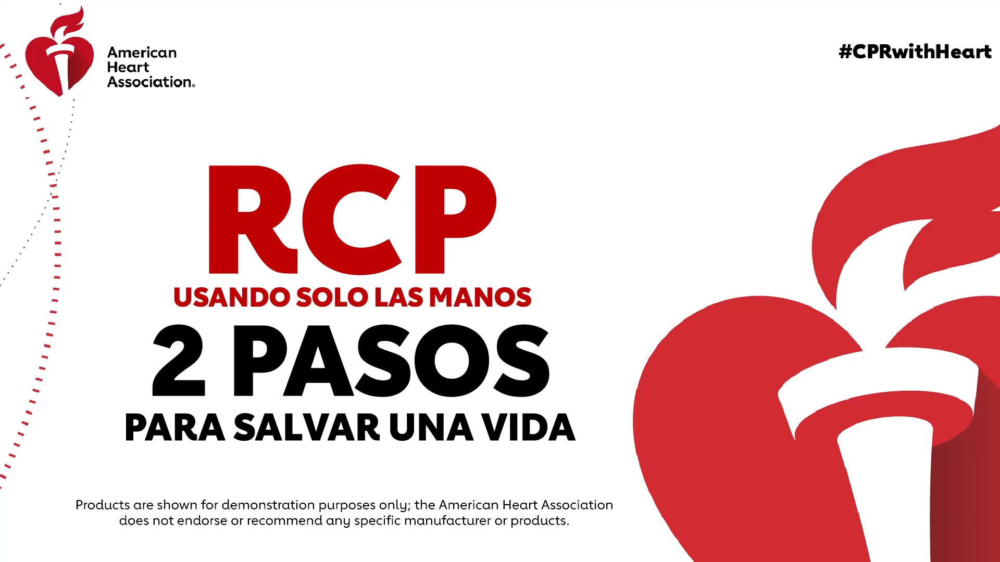 American
Heart
Association®
#CPRwithHeart
RCP
USANDO SOLO LAS MANOS
2 PASOS
PARA SALVAR UNA VIDA
Products are shown for demonstration purposes only; the American Heart Association
does not endorse or recommend any specific manufacturer or products.